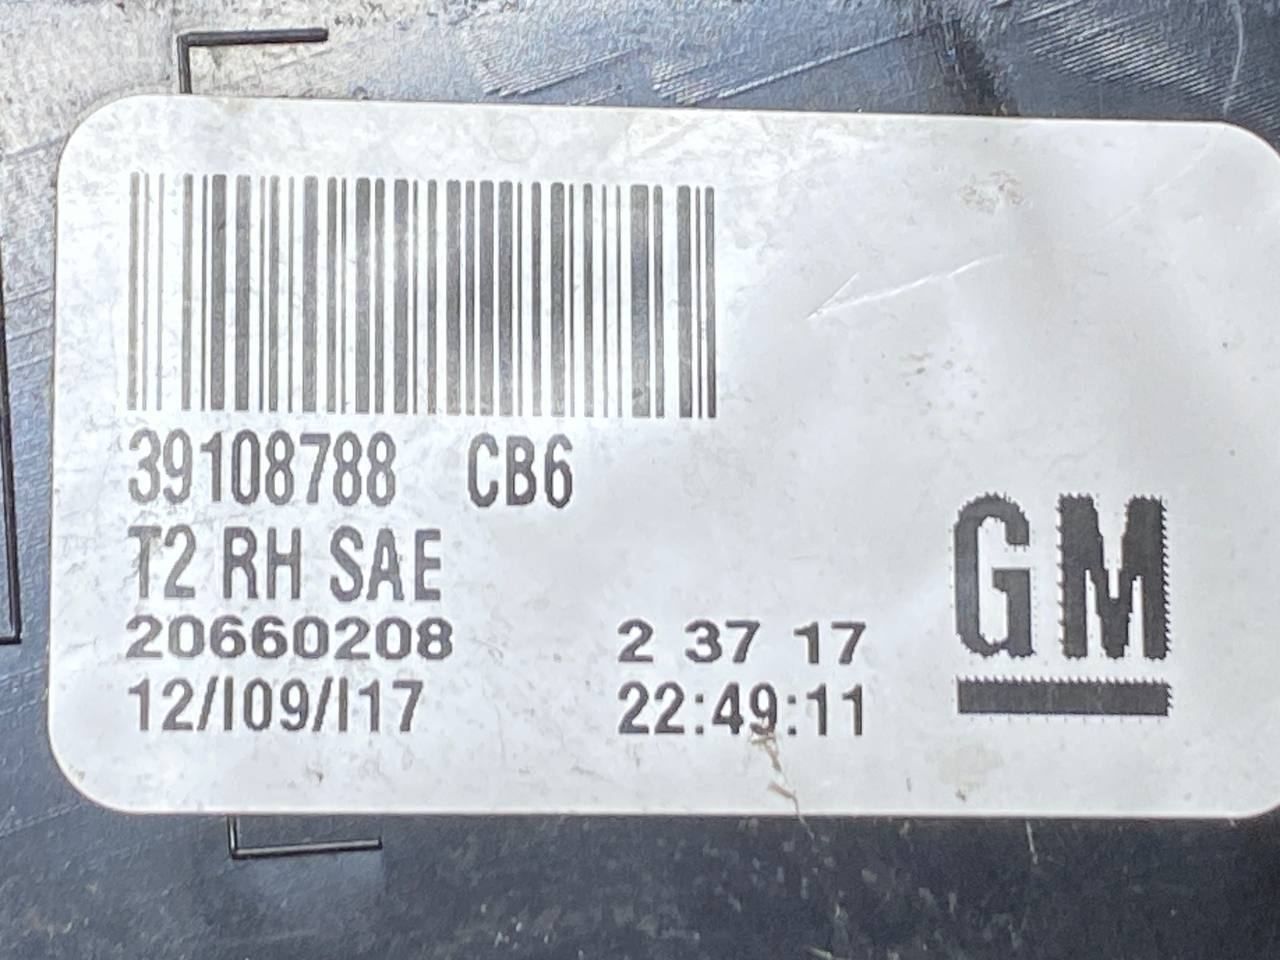 39108788 CB6
T2 RH SAE
20660208 2 37 17
12/I09/I17 22:49:11
GM